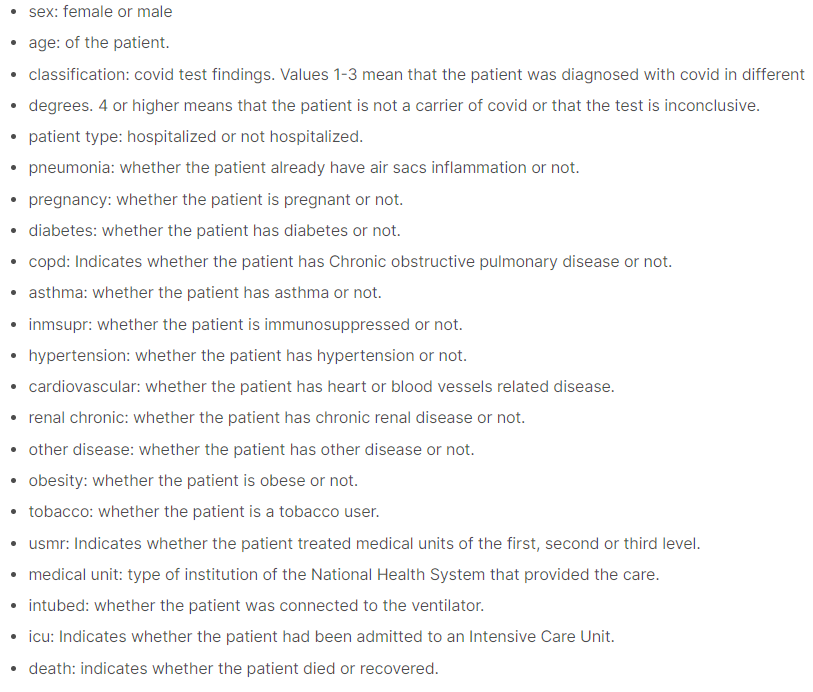 • sex: female or male
• age: of the patient.
• classification: covid test findings. Values 1-3 mean that the patient was diagnosed with covid in different
• degrees. 4 or higher means that the patient is not a carrier of covid or that the test is inconclusive.
• patient type: hospitalized or not hospitalized.
• pneumonia: whether the patient already have air sacs inflammation or not.
• pregnancy: whether the patient is pregnant or not.
• diabetes: whether the patient has diabetes or not.
• copd: Indicates whether the patient has Chronic obstructive pulmonary disease or not.
• asthma: whether the patient has asthma or not.
• inmsupr: whether the patient is immunosuppressed or not.
• hypertension: whether the patient has hypertension or not.
• cardiovascular: whether the patient has heart or blood vessels related disease.
• renal chronic: whether the patient has chronic renal disease or not.
• other disease: whether the patient has other disease or not.
• obesity: whether the patient is obese or not.
• tobacco: whether the patient is a tobacco user.
• usmr: Indicates whether the patient treated medical units of the first, second or third level.
• medical unit: type of institution of the National Health System that provided the care.
• intubed: whether the patient was connected to the ventilator.
• icu: Indicates whether the patient had been admitted to an Intensive Care Unit.
• death: indicates whether the patient died or recovered.